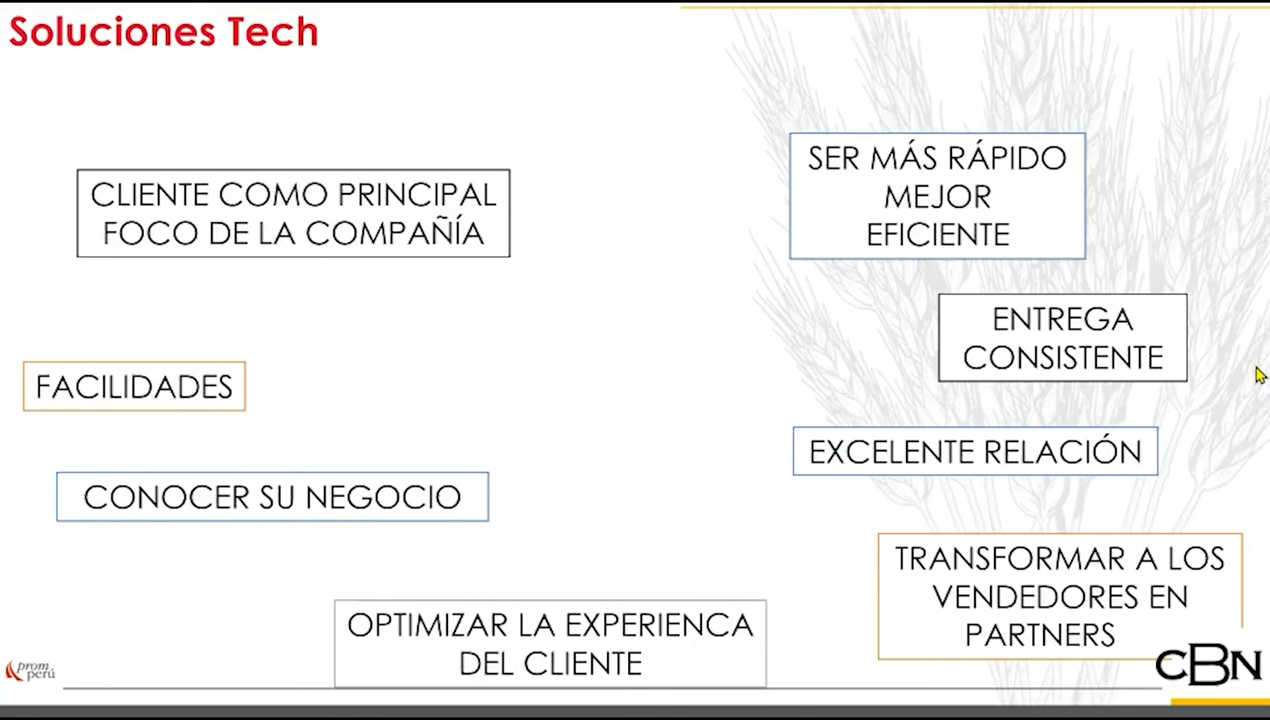 Soluciones Tech
CLIENTE COMO PRINCIPAL
FOCO DE LA COMPAÑÍA
SER MÁS RÁPIDO
MEJOR
EFICIENTE
ENTREGA
CONSISTENTE
FACILIDADES
EXCELENTE RELACIÓN
CONOCER SU NEGOCIO
TRANSFORMAR A LOS
VENDEDORES EN
PARTNERS
OPTIMIZAR LA EXPERIENCA
DEL CLIENTE
prom
perú
CBN